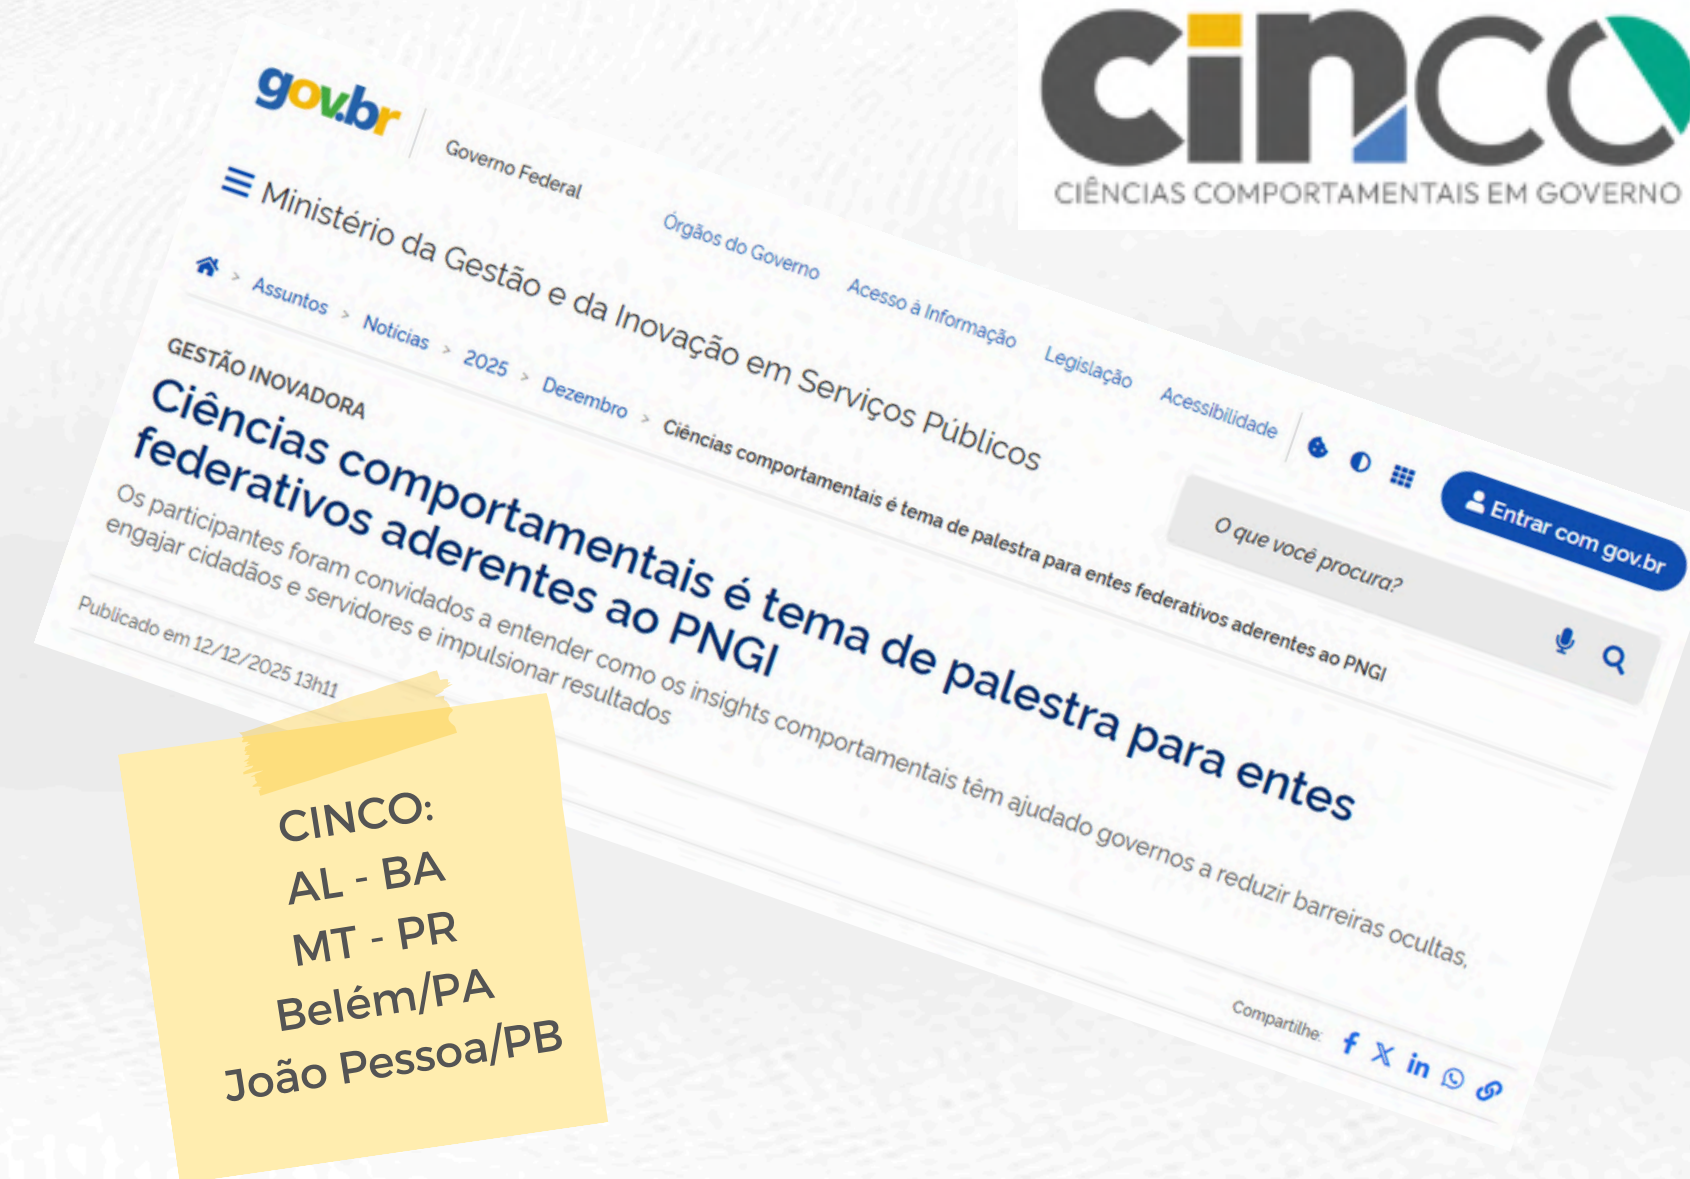 cinco
CIÊNCIAS COMPORTAMENTAIS EM GOVERNO
gov.br
Governo Federal
Órgãos do Governo
Acesso à Informação
Legislação
Acessibilidade
Entrar com gov.br
Ministério da Gestão e da Inovação em Serviços Públicos
O que você procura?
> Assuntos > Notícias > 2025 > Dezembro > Ciências comportamentais é tema de palestra para entes federativos aderentes ao PNGI
GESTÃO INOVADORA
Ciências comportamentais é tema de palestra para entes
federativos aderentes ao PNGI
Os participantes foram convidados a entender como os insights comportamentais têm ajudado governos a reduzir barreiras ocultas,
engajar cidadãos e servidores e impulsionar resultados
Publicado em 12/12/2025 13h11
Compartilhe:
CINCO:
AL - BA
MT - PR
Belém/PA
João Pessoa/PB